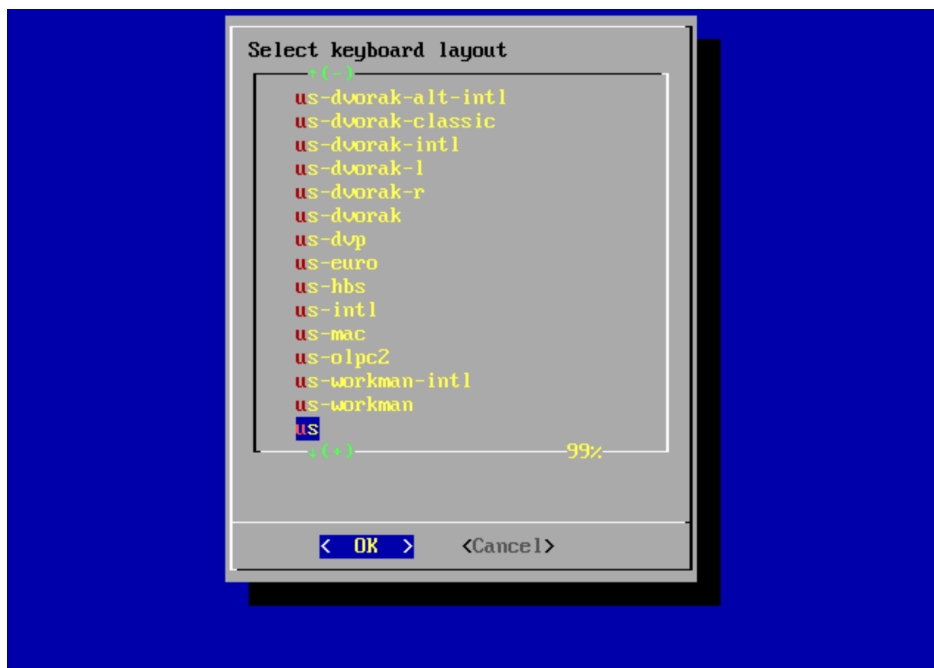 Select keyboard layout
↑(-)
us-dvorak-alt-intl
us-dvorak-classic
us-dvorak-intl
us-dvorak-l
us-dvorak-r
us-dvorak
us-dvp
us-euro
us-hbs
us-intl
us-mac
us-olpc2
us-workman-intl
us-workman
us
↓(+) 99%
< OK > <Cancel>